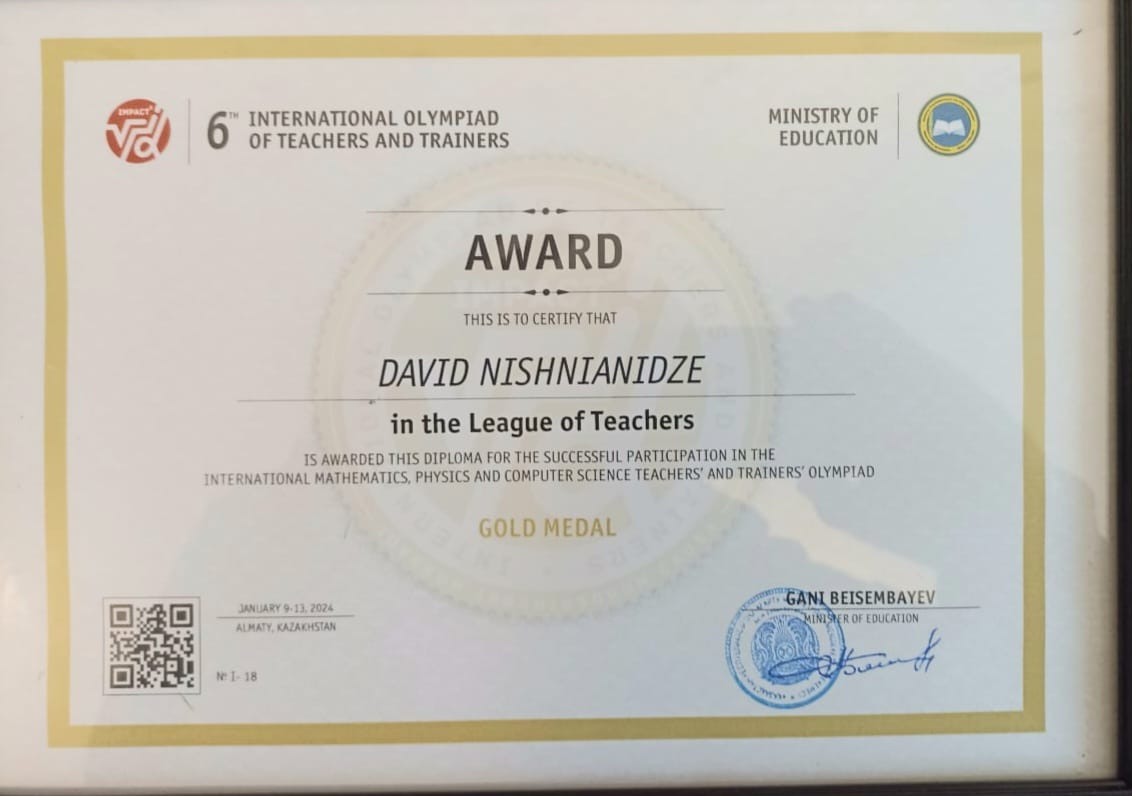 IMPACT
6TH INTERNATIONAL OLYMPIAD
OF TEACHERS AND TRAINERS
MINISTRY OF
EDUCATION
AWARD
THIS IS TO CERTIFY THAT
DAVID NISHNIANIDZE
in the League of Teachers
IS AWARDED THIS DIPLOMA FOR THE SUCCESSFUL PARTICIPATION IN THE
INTERNATIONAL MATHEMATICS, PHYSICS AND COMPUTER SCIENCE TEACHERS' AND TRAINERS' OLYMPIAD
GOLD MEDAL
JANUARY 9-13, 2024
ALMATY, KAZAKHSTAN
№ I- 18
GANI BEISEMBAYEV
MINISTER OF EDUCATION